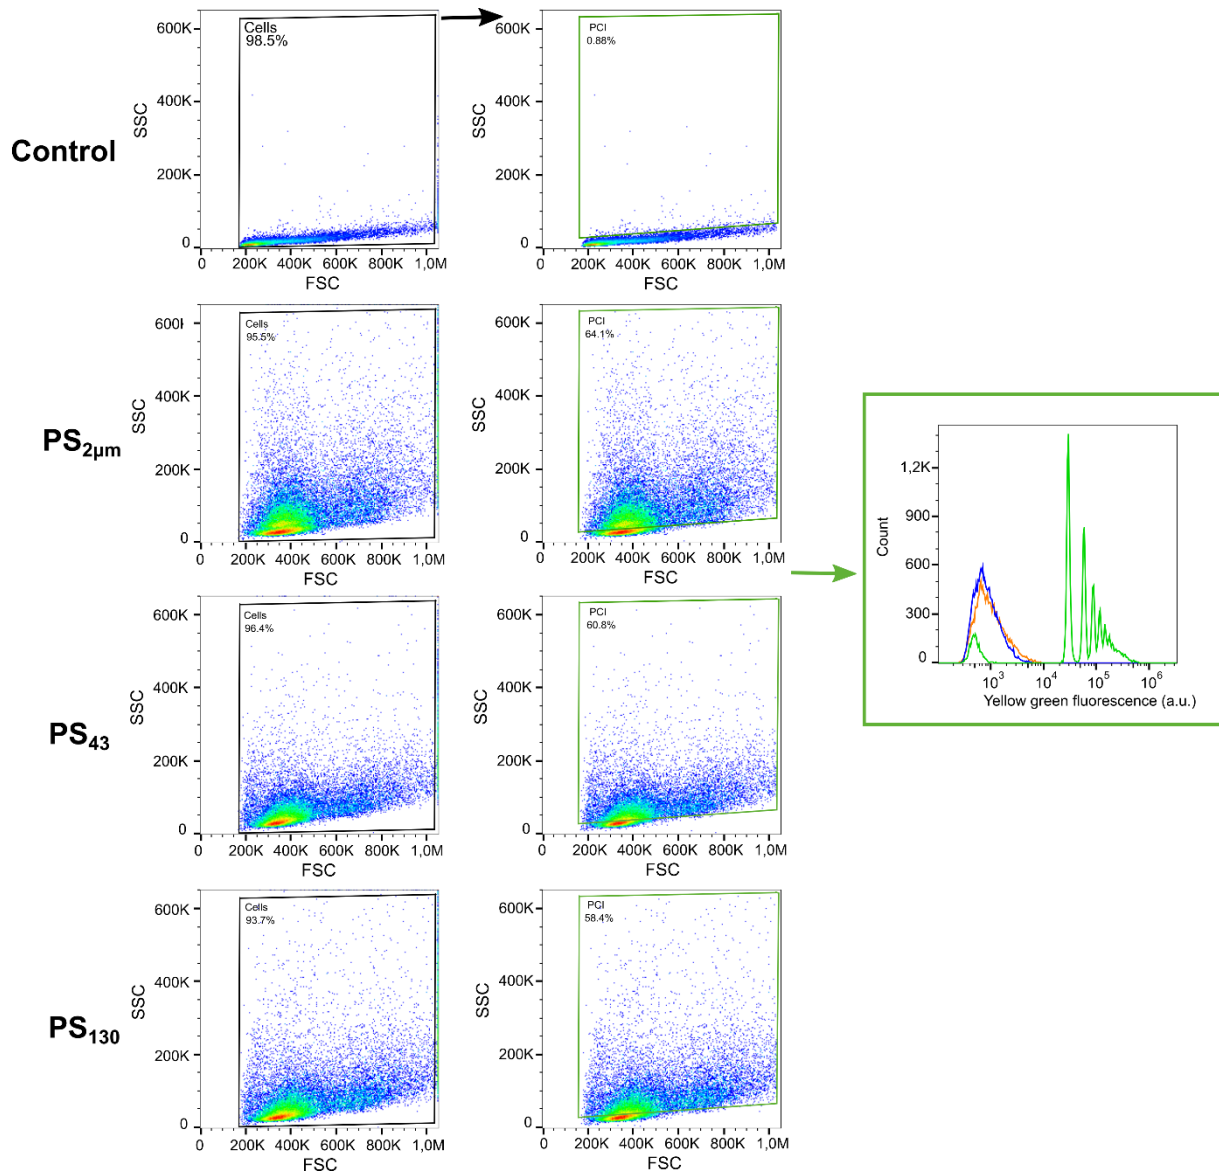 Control
SSC
600K
400K
200K
0
Cells
98.5%
0 200K 400K 600K 800K 1,0M
FSC
SSC
600K
400K
200K
0
PCI
0.88%
0 200K 400K 600K 800K 1,0M
FSC
PS2µm
SSC
600K
400K
200K
0
Cells
95.5%
0 200K 400K 600K 800K 1,0M
FSC
SSC
600K
400K
200K
0
PCI
64.1%
0 200K 400K 600K 800K 1,0M
FSC
Count
1,2K
900
600
300
0
10³ 10⁴ 10⁵ 10⁶
Yellow green fluorescence (a.u.)
PS43
SSC
600K
400K
200K
0
Cells
96.4%
0 200K 400K 600K 800K 1,0M
FSC
SSC
600K
400K
200K
0
PCI
60.8%
0 200K 400K 600K 800K 1,0M
FSC
PS130
SSC
600K
400K
200K
0
Cells
93.7%
0 200K 400K 600K 800K 1,0M
FSC
SSC
600K
400K
200K
0
PCI
58.4%
0 200K 400K 600K 800K 1,0M
FSC